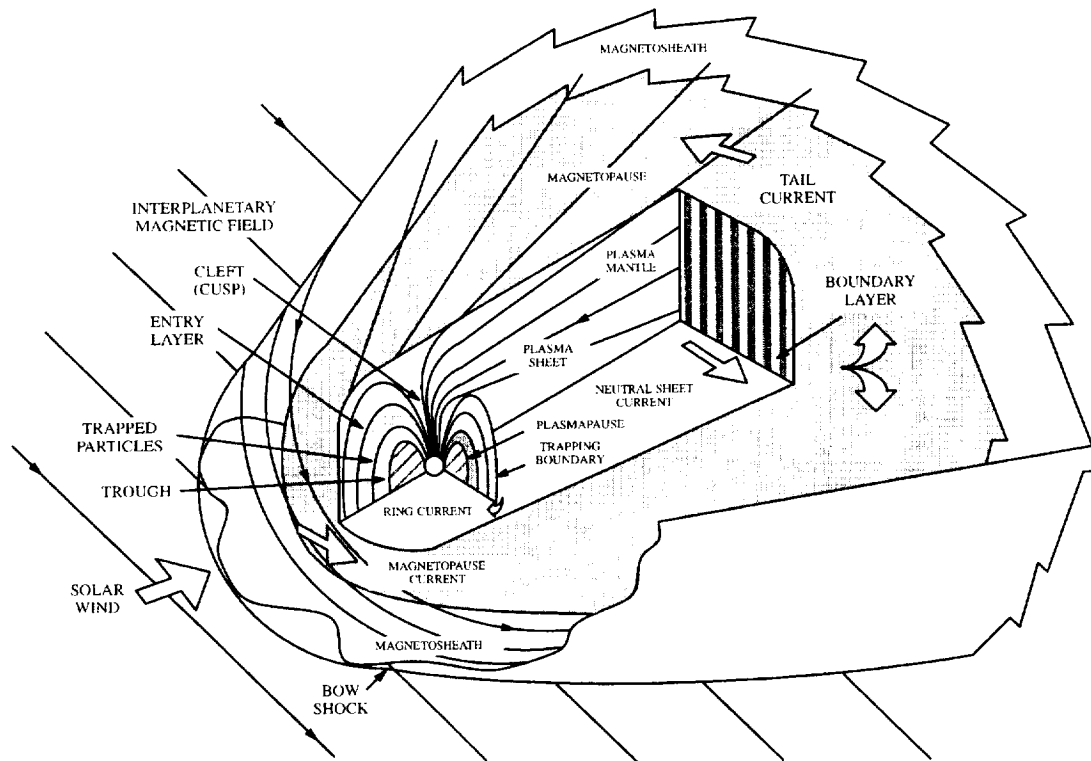 MAGNETOSHEATH
MAGNETOPAUSE
TAIL
CURRENT
INTERPLANETARY
MAGNETIC FIELD
CLEFT
(CUSP)
PLASMA
MANTLE
BOUNDARY
LAYER
ENTRY
LAYER
PLASMA
SHEET
NEUTRAL SHEET
CURRENT
TRAPPED
PARTICLES
PLASMAPAUSE
TRAPPING
BOUNDARY
TROUGH
RING CURRENT
MAGNETOPAUSE
CURRENT
SOLAR
WIND
MAGNETOSHEATH
BOW
SHOCK